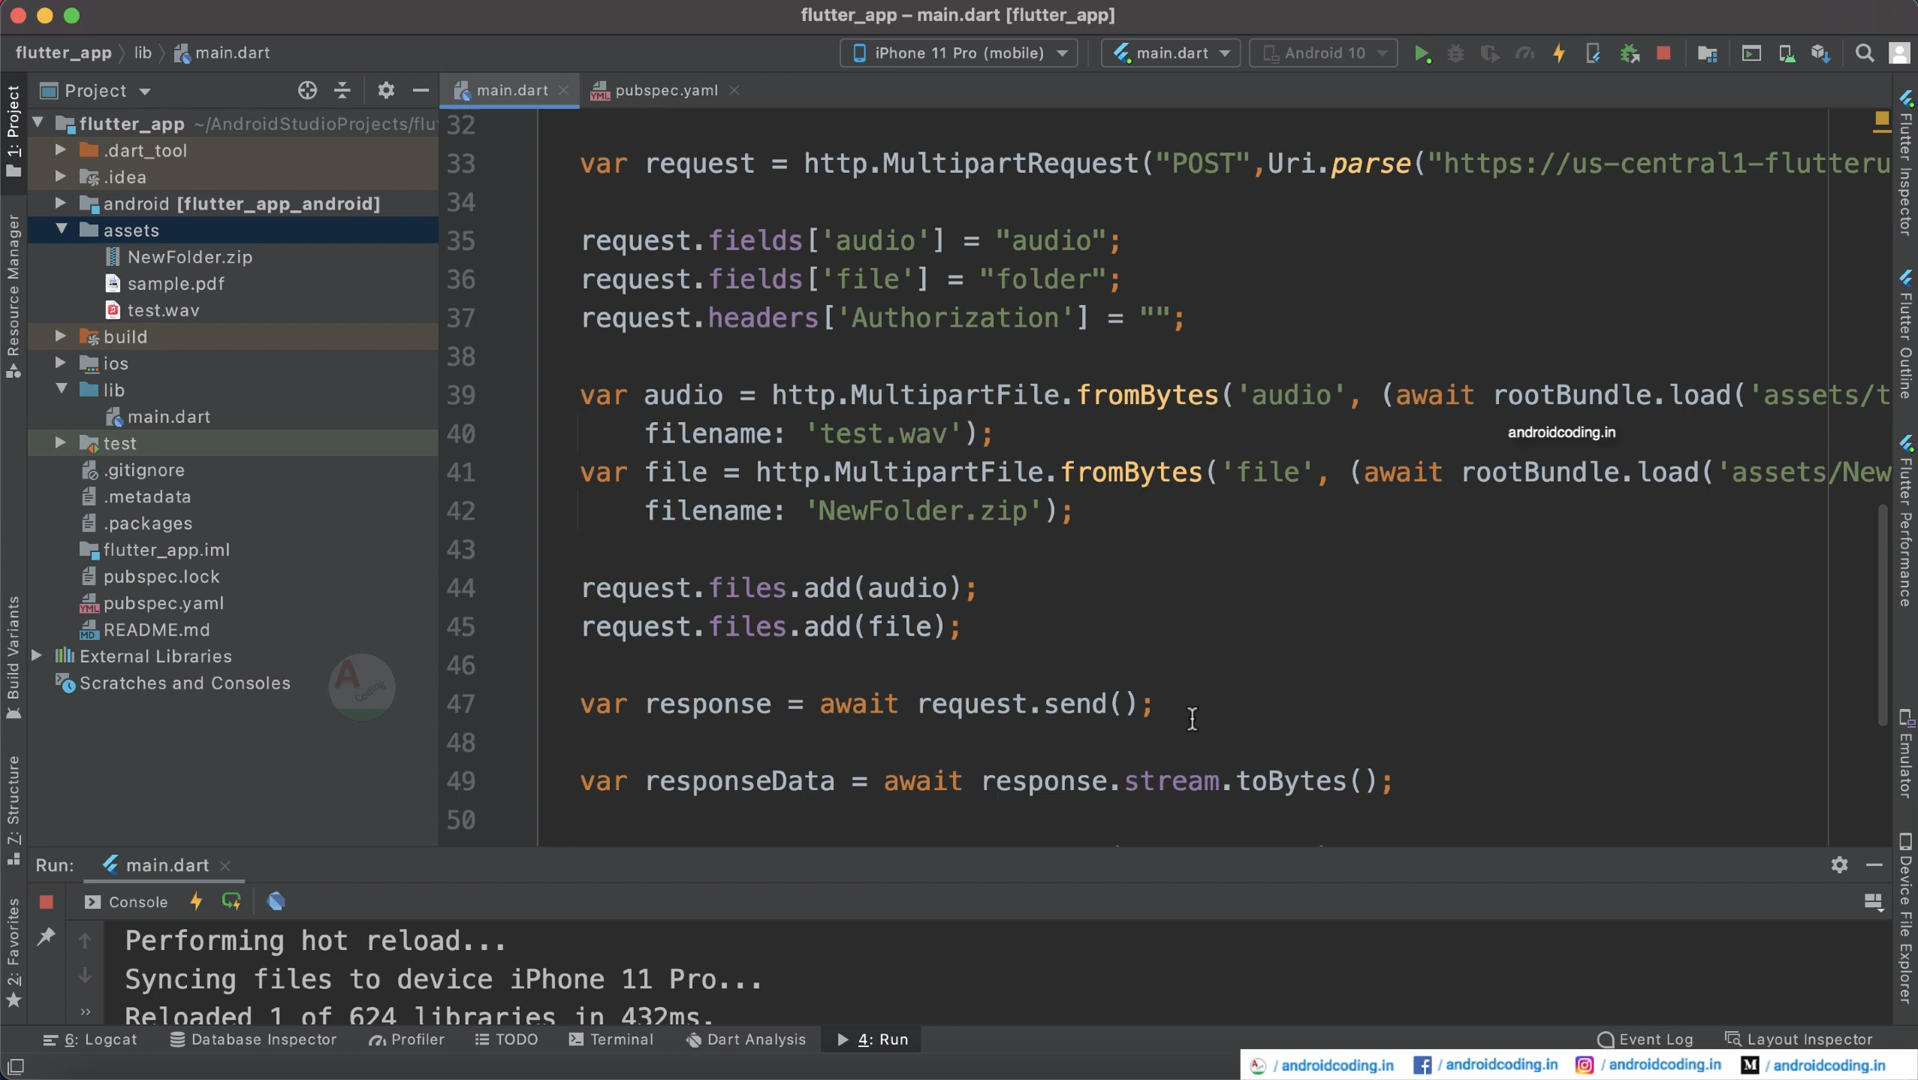 flutter_app – main.dart [flutter_app]
flutter_app
lib
main.dart
iPhone 11 Pro (mobile)
main.dart
Android 10
Project
main.dart
pubspec.yaml
flutter_app ~/AndroidStudioProjects/flu
.dart_tool
.idea
android [flutter_app_android]
assets
NewFolder.zip
sample.pdf
test.wav
build
ios
lib
main.dart
test
.gitignore
.metadata
.packages
flutter_app.iml
pubspec.lock
pubspec.yaml
README.md
External Libraries
Scratches and Consoles
A Coding
1: Project
Resource Manager
Build Variants
Z: Structure
2: Favorites
32
33 var request = http.MultipartRequest("POST",Uri.parse("https://us-central1-flutteru
34
35 request.fields['audio'] = "audio";
36 request.fields['file'] = "folder";
37 request.headers['Authorization'] = "";
38
39 var audio = http.MultipartFile.fromBytes('audio', (await rootBundle.load('assets/t
40 filename: 'test.wav');
androidcoding.in
41 var file = http.MultipartFile.fromBytes('file', (await rootBundle.load('assets/New
42 filename: 'NewFolder.zip');
43
44 request.files.add(audio);
45 request.files.add(file);
46
47 var response = await request.send();
48
49 var responseData = await response.stream.toBytes();
50
Flutter Inspector
Flutter Outline
Flutter Performance
Emulator
Device File Explorer
Run: main.dart
Console
Performing hot reload...
Syncing files to device iPhone 11 Pro...
Reloaded 1 of 624 libraries in 432ms.
6: Logcat
Database Inspector
Profiler
TODO
Terminal
Dart Analysis
4: Run
Event Log
Layout Inspector
/androidcoding.in
/androidcoding.in
/androidcoding.in
/androidcoding.in